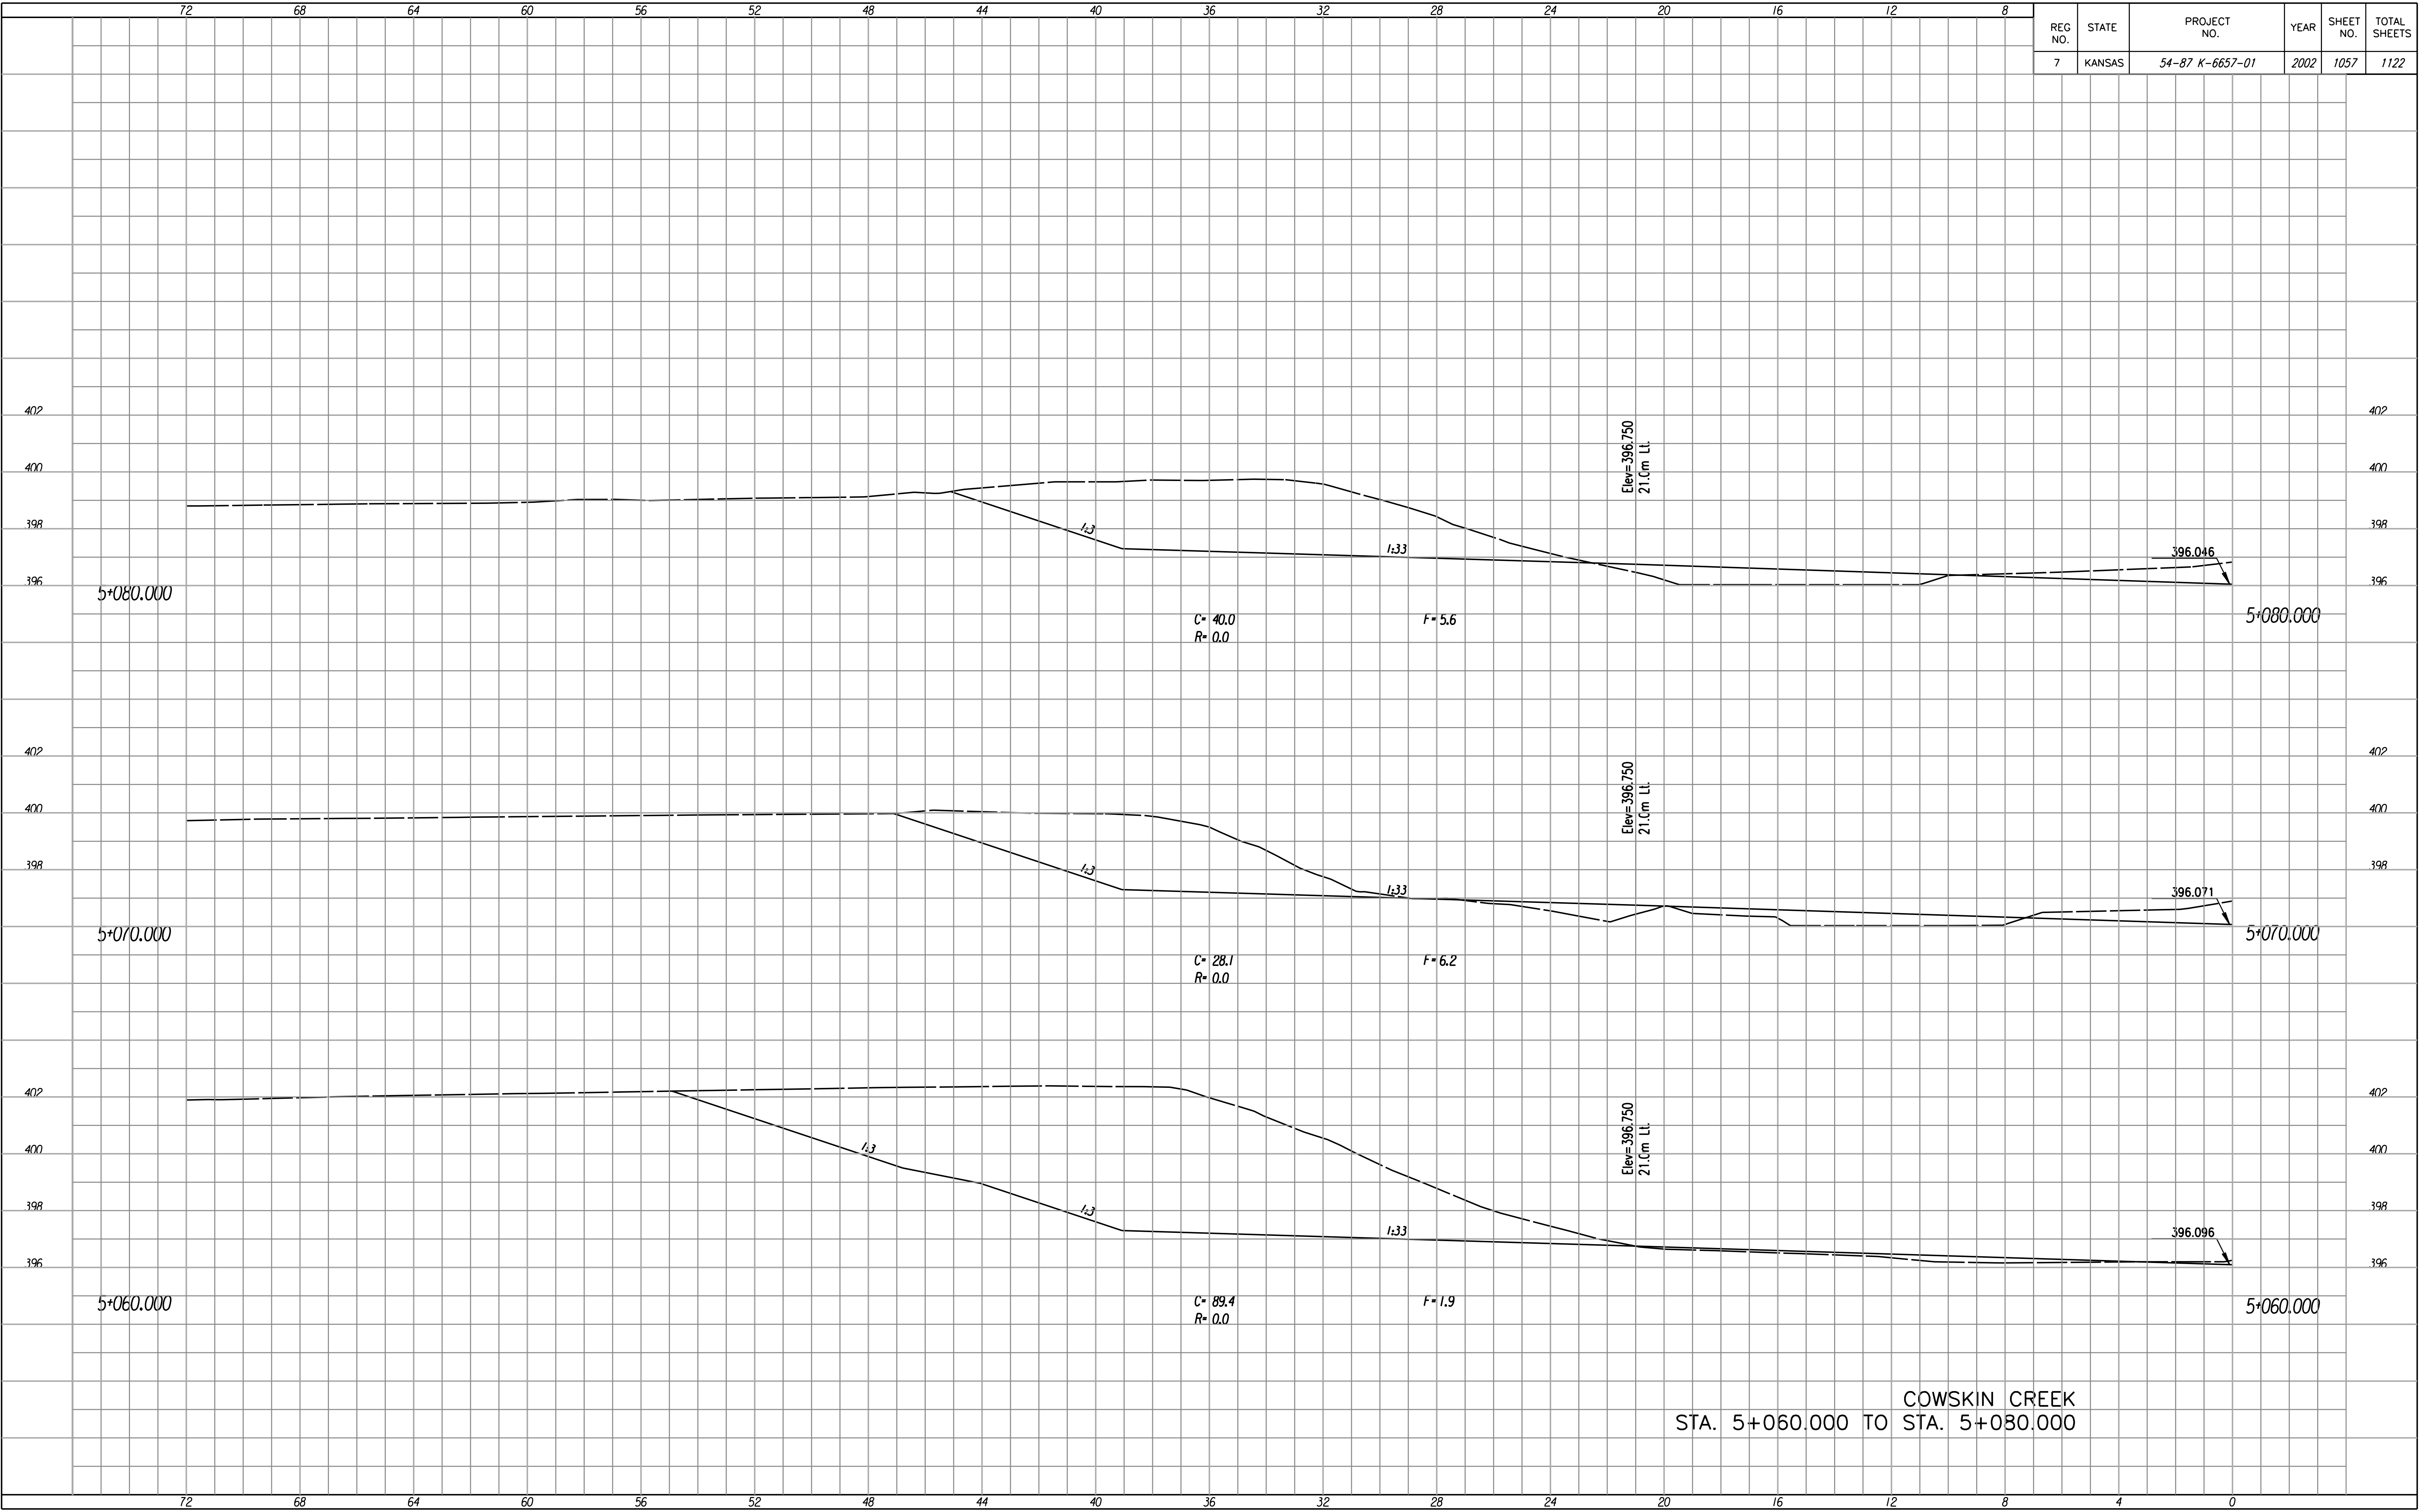 72 68 64 60 56 52 48 44 40 36 32 28 24 20 16 12 8
REG NO. STATE PROJECT NO. YEAR SHEET NO. TOTAL SHEETS
7 KANSAS 54-87 K-6657-01 2002 1057 1122
402 402
Elev=396.750
21.0m Lt.
400 400
398 1:3 398
1:33 396.046
396 396
5+080.000 5+080.000
C= 40.0 F= 5.6
R= 0.0
402 402
Elev=396.750
21.0m Lt.
400 400
398 1:3 398
1:33 396.071
5+070.000 5+070.000
C= 28.1 F= 6.2
R= 0.0
402 402
Elev=396.750
21.0m Lt.
400 1:3 400
398 1:3 398
1:33 396.096
396 396
5+060.000 5+060.000
C= 89.4 F= 1.9
R= 0.0
COWSKIN CREEK
STA. 5+060.000 TO STA. 5+080.000
72 68 64 60 56 52 48 44 40 36 32 28 24 20 16 12 8 4 0